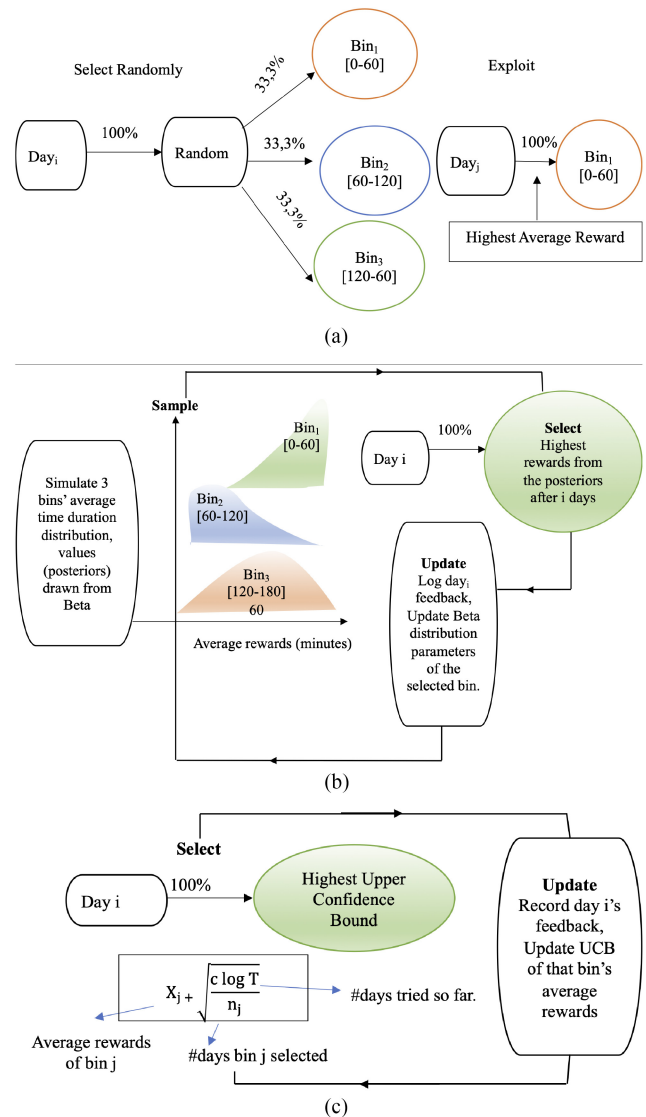 Select Randomly
Exploit
Day_i
100%
Random
33,3%
33,3%
33,3%
Bin_1
[0-60]
Bin_2
[60-120]
Bin_3
[120-60]
Day_j
100%
Bin_1
[0-60]
Highest Average Reward
(a)
Sample
Simulate 3
bins' average
time duration
distribution,
values
(posteriors)
drawn from
Beta
Bin_1
[0-60]
Bin_2
[60-120]
Bin_3
[120-180]
60
Average rewards (minutes)
Day i
100%
Select
Highest
rewards from
the posteriors
after i days
Update
Log day_i
feedback,
Update Beta
distribution
parameters
of the
selected bin.
(b)
Select
Day i
100%
Highest Upper
Confidence
Bound
Update
Record day i's
feedback,
Update UCB
of that bin's
average
rewards
X_j + √(c log T / n_j)
#days tried so far.
Average rewards
of bin j
#days bin j selected
(c)